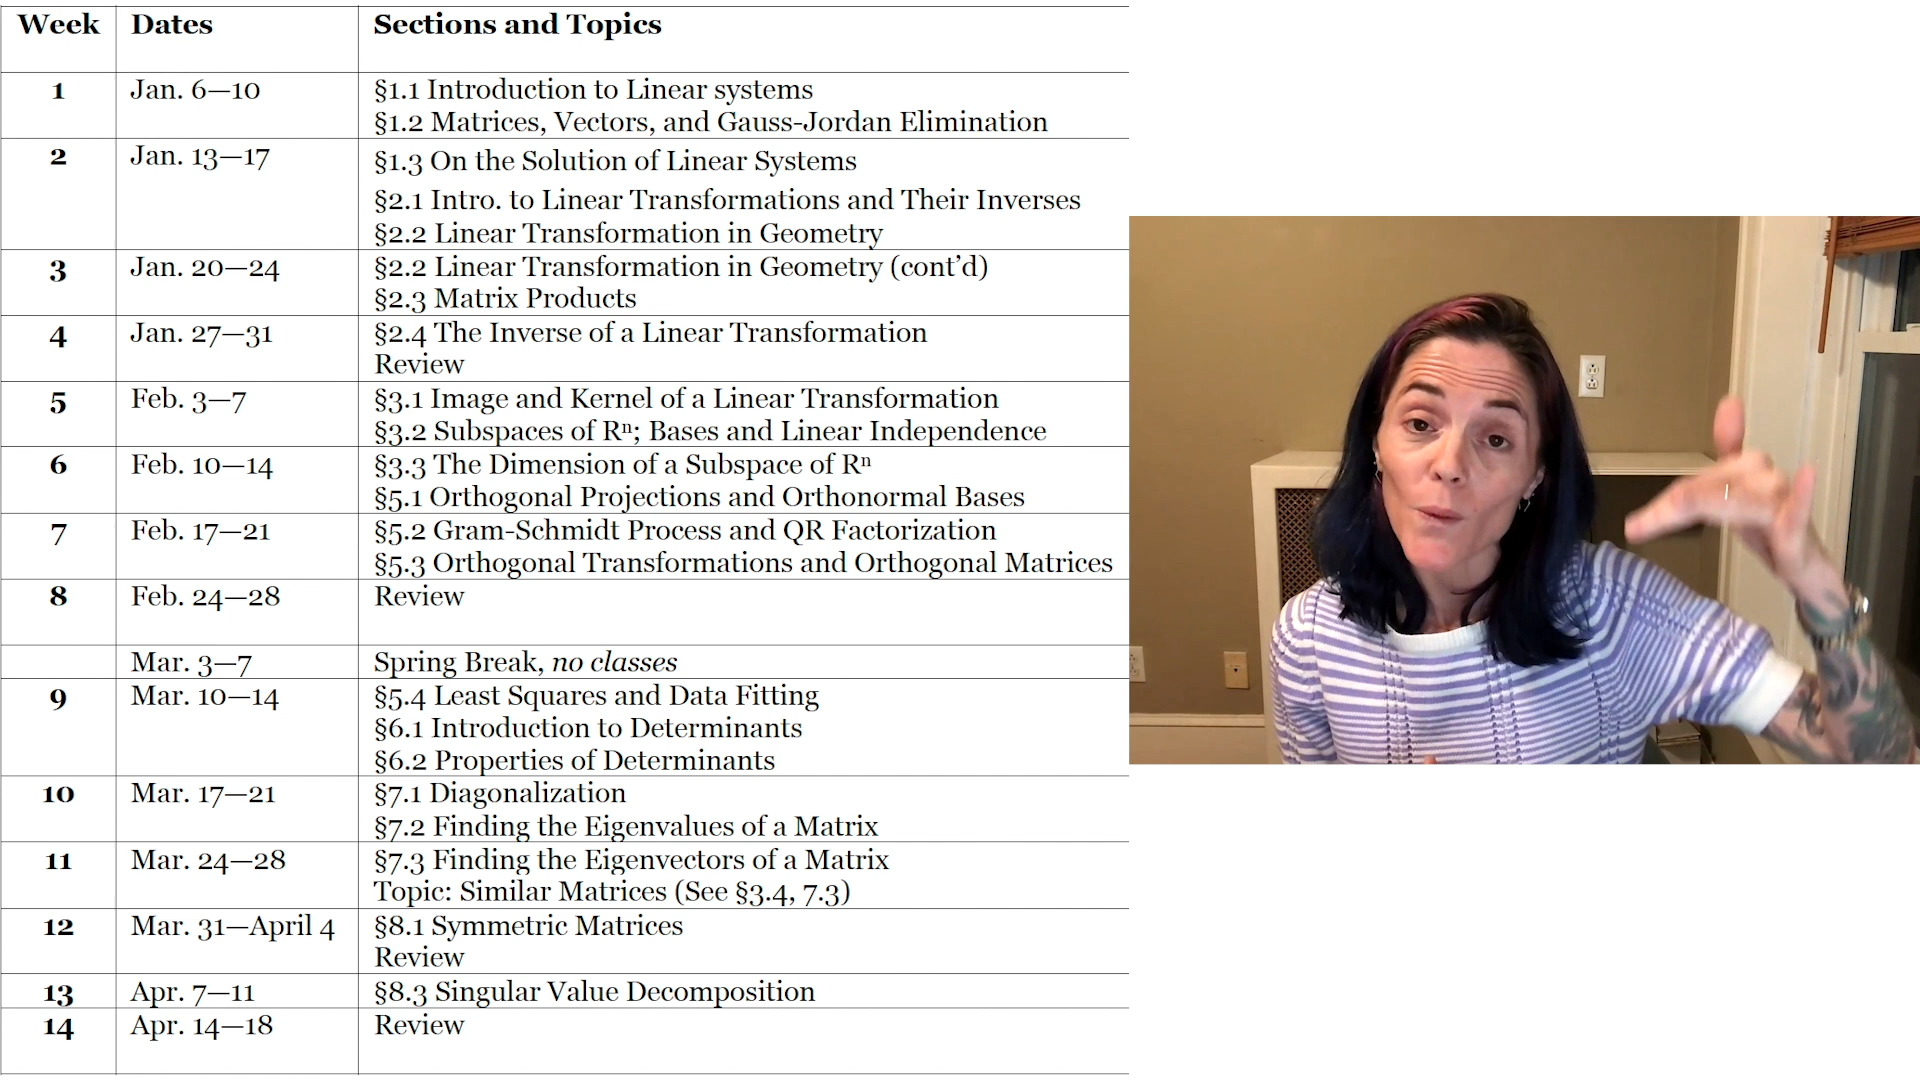 Week Dates Sections and Topics
1 Jan. 6—10 §1.1 Introduction to Linear systems
§1.2 Matrices, Vectors, and Gauss-Jordan Elimination
2 Jan. 13—17 §1.3 On the Solution of Linear Systems
§2.1 Intro. to Linear Transformations and Their Inverses
§2.2 Linear Transformation in Geometry
3 Jan. 20—24 §2.2 Linear Transformation in Geometry (cont’d)
§2.3 Matrix Products
4 Jan. 27—31 §2.4 The Inverse of a Linear Transformation
Review
5 Feb. 3—7 §3.1 Image and Kernel of a Linear Transformation
§3.2 Subspaces of Rⁿ; Bases and Linear Independence
6 Feb. 10—14 §3.3 The Dimension of a Subspace of Rⁿ
§5.1 Orthogonal Projections and Orthonormal Bases
7 Feb. 17—21 §5.2 Gram-Schmidt Process and QR Factorization
§5.3 Orthogonal Transformations and Orthogonal Matrices
8 Feb. 24—28 Review
Mar. 3—7 Spring Break, no classes
9 Mar. 10—14 §5.4 Least Squares and Data Fitting
§6.1 Introduction to Determinants
§6.2 Properties of Determinants
10 Mar. 17—21 §7.1 Diagonalization
§7.2 Finding the Eigenvalues of a Matrix
11 Mar. 24—28 §7.3 Finding the Eigenvectors of a Matrix
Topic: Similar Matrices (See §3.4, 7.3)
12 Mar. 31—April 4 §8.1 Symmetric Matrices
Review
13 Apr. 7—11 §8.3 Singular Value Decomposition
14 Apr. 14—18 Review